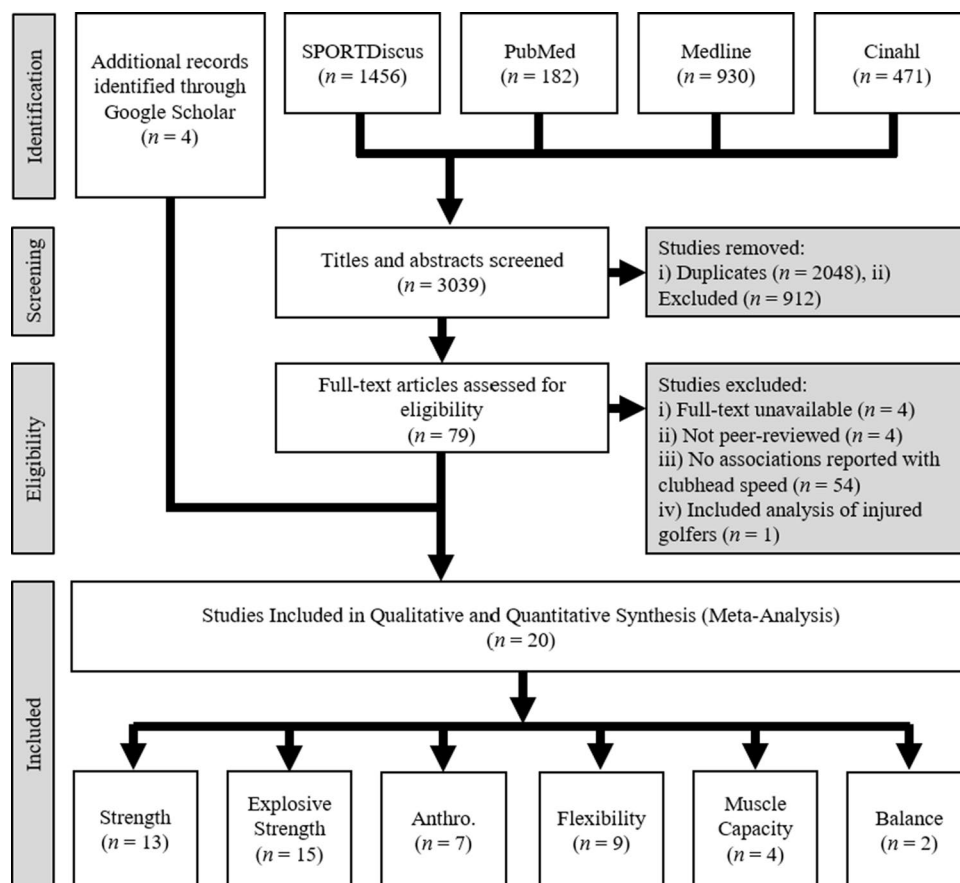 Identification
Additional records
identified through
Google Scholar
(n = 4)
SPORTDiscus
(n = 1456)
PubMed
(n = 182)
Medline
(n = 930)
Cinahl
(n = 471)
Screening
Titles and abstracts screened
(n = 3039)
Studies removed:
i) Duplicates (n = 2048), ii)
Excluded (n = 912)
Eligibility
Full-text articles assessed for
eligibility
(n = 79)
Studies excluded:
i) Full-text unavailable (n = 4)
ii) Not peer-reviewed (n = 4)
iii) No associations reported with
clubhead speed (n = 54)
iv) Included analysis of injured
golfers (n = 1)
Included
Studies Included in Qualitative and Quantitative Synthesis (Meta-Analysis)
(n = 20)
Strength
(n = 13)
Explosive
Strength
(n = 15)
Anthro.
(n = 7)
Flexibility
(n = 9)
Muscle
Capacity
(n = 4)
Balance
(n = 2)